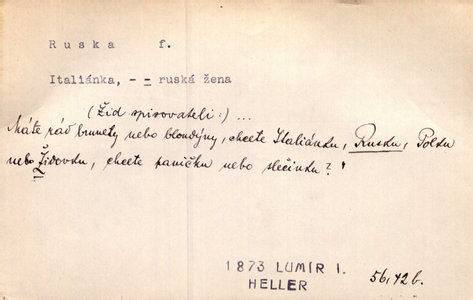 Ruska f.
Italiánka, - = ruská žena
(Žid spisovateli:) ...
Máte rád brunety nebo blondýny, chcete Italiánku, Rusku, Polku
nebo Židovku, chcete paničku nebo slečinku?"
1873 LUMÍR I.
HELLER 56,42b.